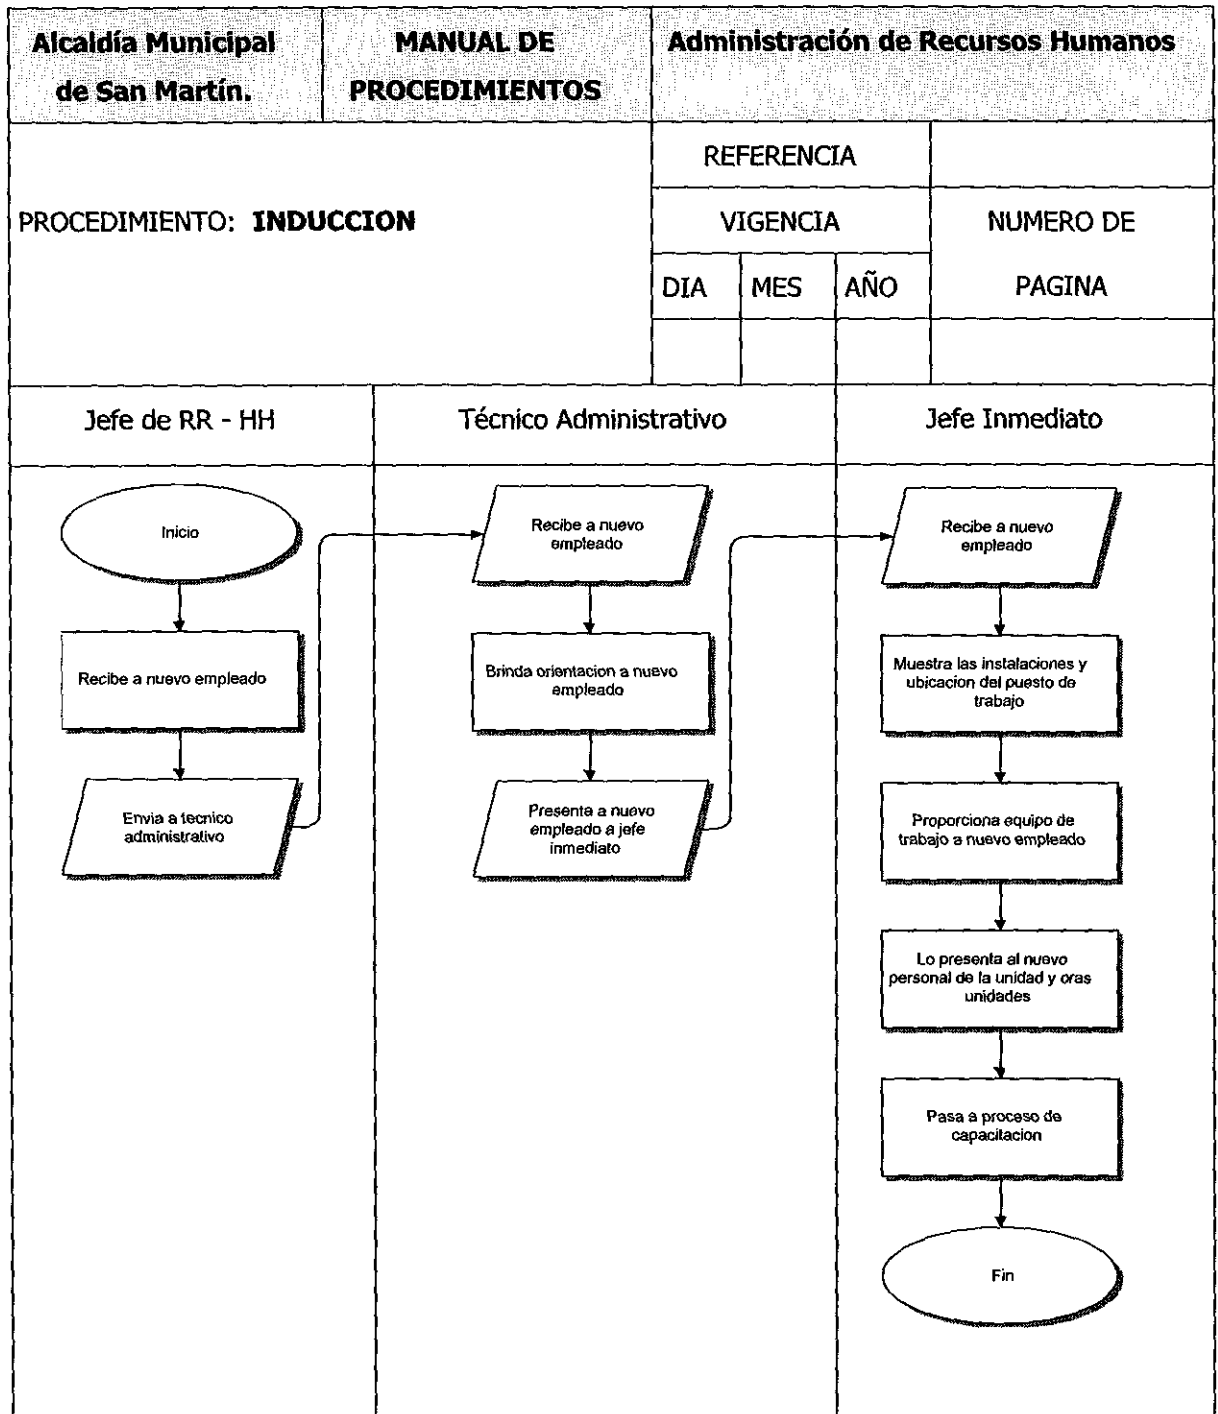 Alcaldía Municipal
de San Martín.
MANUAL DE
PROCEDIMIENTOS
Administración de Recursos Humanos
PROCEDIMIENTO: INDUCCION
REFERENCIA
VIGENCIA
NUMERO DE
PAGINA
DIA
MES
AÑO
Jefe de RR - HH
Técnico Administrativo
Jefe Inmediato
Inicio
Recibe a nuevo empleado
Envia a tecnico
administrativo
Recibe a nuevo
empleado
Brinda orientacion a nuevo
empleado
Presenta a nuevo
empleado a jefe
inmediato
Recibe a nuevo
empleado
Muestra las instalaciones y
ubicacion del puesto de
trabajo
Proporciona equipo de
trabajo a nuevo empleado
Lo presenta al nuevo
personal de la unidad y oras
unidades
Pasa a proceso de
capacitacion
Fin